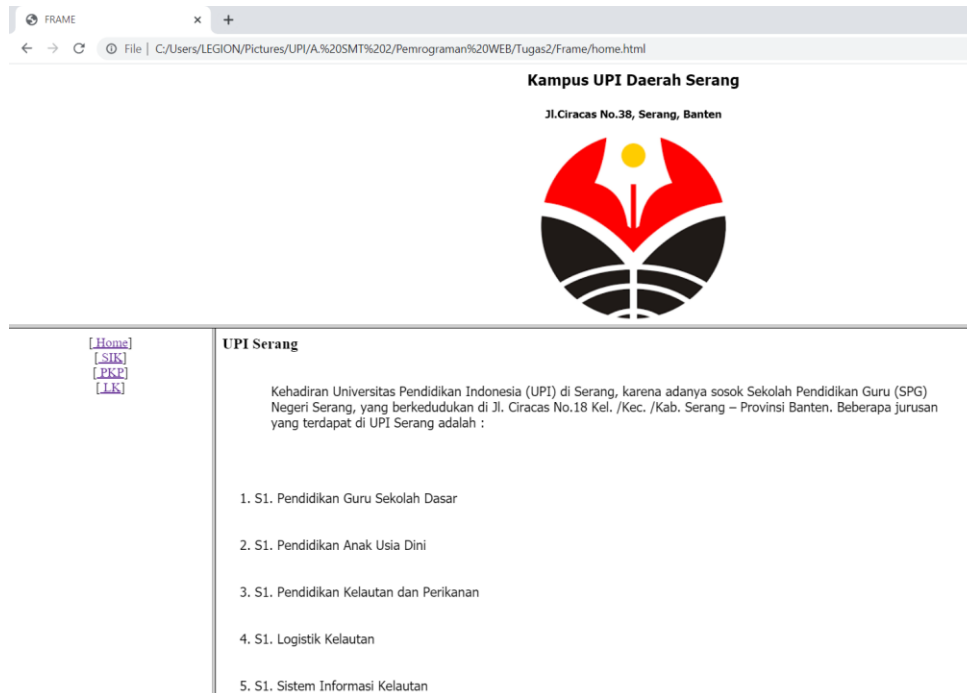 FRAME
File | C:/Users/LEGION/Pictures/UPI/A.%20SMT%202/Pemrograman%20WEB/Tugas2/Frame/home.html
Kampus UPI Daerah Serang
Jl.Ciracas No.38, Serang, Banten
[ Home]
[ SIK]
[ PKP]
[ LK]
UPI Serang
Kehadiran Universitas Pendidikan Indonesia (UPI) di Serang, karena adanya sosok Sekolah Pendidikan Guru (SPG)
Negeri Serang, yang berkedudukan di Jl. Ciracas No.18 Kel. /Kec. /Kab. Serang – Provinsi Banten. Beberapa jurusan
yang terdapat di UPI Serang adalah :
1. S1. Pendidikan Guru Sekolah Dasar
2. S1. Pendidikan Anak Usia Dini
3. S1. Pendidikan Kelautan dan Perikanan
4. S1. Logistik Kelautan
5. S1. Sistem Informasi Kelautan